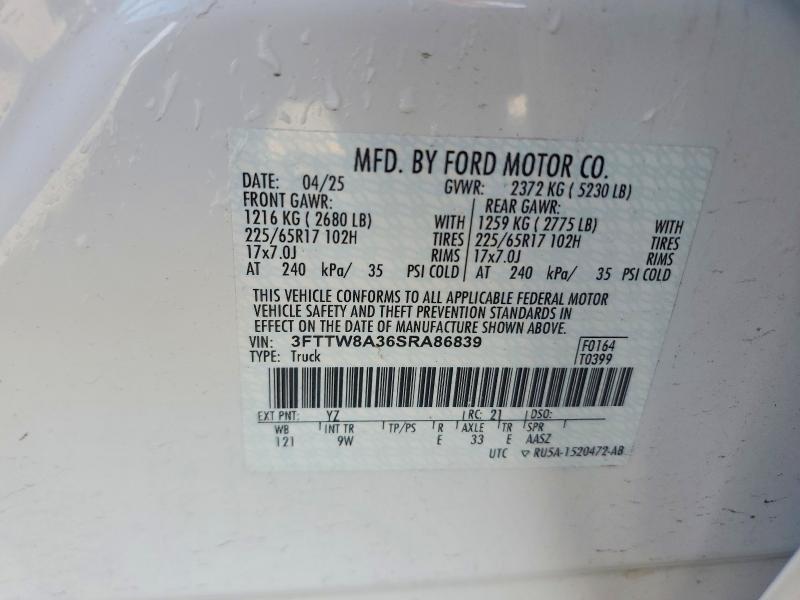 MFD. BY FORD MOTOR CO.
DATE: 04/25 GVWR: 2372 KG ( 5230 LB)
FRONT GAWR: REAR GAWR:
1216 KG ( 2680 LB) WITH 1259 KG ( 2775 LB) WITH
225/65R17 102H TIRES 225/65R17 102H TIRES
17x7.0J RIMS 17x7.0J RIMS
AT 240 kPa/ 35 PSI COLD AT 240 kPa/ 35 PSI COLD
THIS VEHICLE CONFORMS TO ALL APPLICABLE FEDERAL MOTOR
VEHICLE SAFETY AND THEFT PREVENTION STANDARDS IN
EFFECT ON THE DATE OF MANUFACTURE SHOWN ABOVE.
VIN: 3FTTW8A36SRA86839 F0164
TYPE: Truck T0399
EXT PNT: YZ RC: 21 DSO:
WB INT TR TP/PS R AXLE TR SPR
121 9W E 33 E AASZ
UTC RU5A-1520472-AB